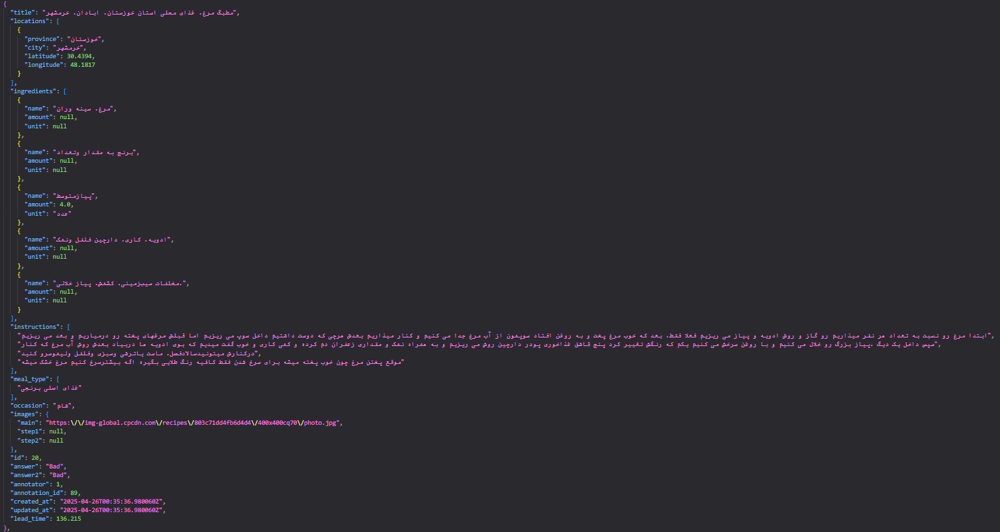 {
"title": "مطبگ مرغ، غذای محلی استان خوزستان، ابادان، خرمشهر",
"locations": [
{
"province": "خوزستان",
"city": "خرمشهر",
"latitude": 30.4394,
"longitude": 48.1817
}
],
"ingredients": [
{
"name": "مرغ، سینه وران",
"amount": null,
"unit": null
},
{
"name": "برنج به مقدار وتعداد",
"amount": null,
"unit": null
},
{
"name": "پیازمتوسط",
"amount": 4.0,
"unit": "عدد"
},
{
"name": "ادویه، کاری، دارچین فلفل ونمک",
"amount": null,
"unit": null
},
{
"name": "مخلفات سیب‌زمینی، کشمش، پیاز خلالی.",
"amount": null,
"unit": null
}
],
"instructions": [
"ابتدا مرغ رو نسبت به تعداد هر نفر میذاریم رو گاز و روش ادویه و پیاز می ریزیم فعلا فقط، بعد که خوب مرغ پخت و به روغن افتاد سوپمون از آب مرغ جدا می کنیم و کنار میذاریم بعدش هرچی که دوست داشتیم داخل سوپ می ریزیم اما قبلش مرغهای پخته رو درمیاریم و بعد می ریزیم",
"سپس داخل یک دیگ ،پیاز بزرگ رو خلال می کنیم و با روغن سرخش می کنیم یکم که رنگش تغییر کرد پنج قاشق غذاخوری پودر دارچین روش می ریزیم و به همراه نمک و مقداری زعفران دم کرده و کمی کاری و خوب گفت میدیم که بوی ادویه ها دربیاد بعدش روش آب مرغ که کنار",
"درکنارش میتونیدسالادفصل، ماست یاترشی وسبزی وفلفل ولیموسرو کنید",
"موقع پختن مرغ چون خوب پخته میشه برای سرخ شدن فقط کافیه رنگ طلایی بگیره اگه بیشترسرخ کنیم مرغ خشک میشه"
],
"meal_type": [
"غذای اصلی برنجی"
],
"occasion": "شام",
"images": {
"main": "https:\/\/img-global.cpcdn.com\/recipes\/803c71dd4fb6d4d4\/400x400cq70\/photo.jpg",
"step1": null,
"step2": null
},
"id": 20,
"answer": "Bad",
"answer2": "Bad",
"annotator": 1,
"annotation_id": 89,
"created_at": "2025-04-26T00:35:36.980060Z",
"updated_at": "2025-04-26T00:35:36.980060Z",
"lead_time": 136.215
},